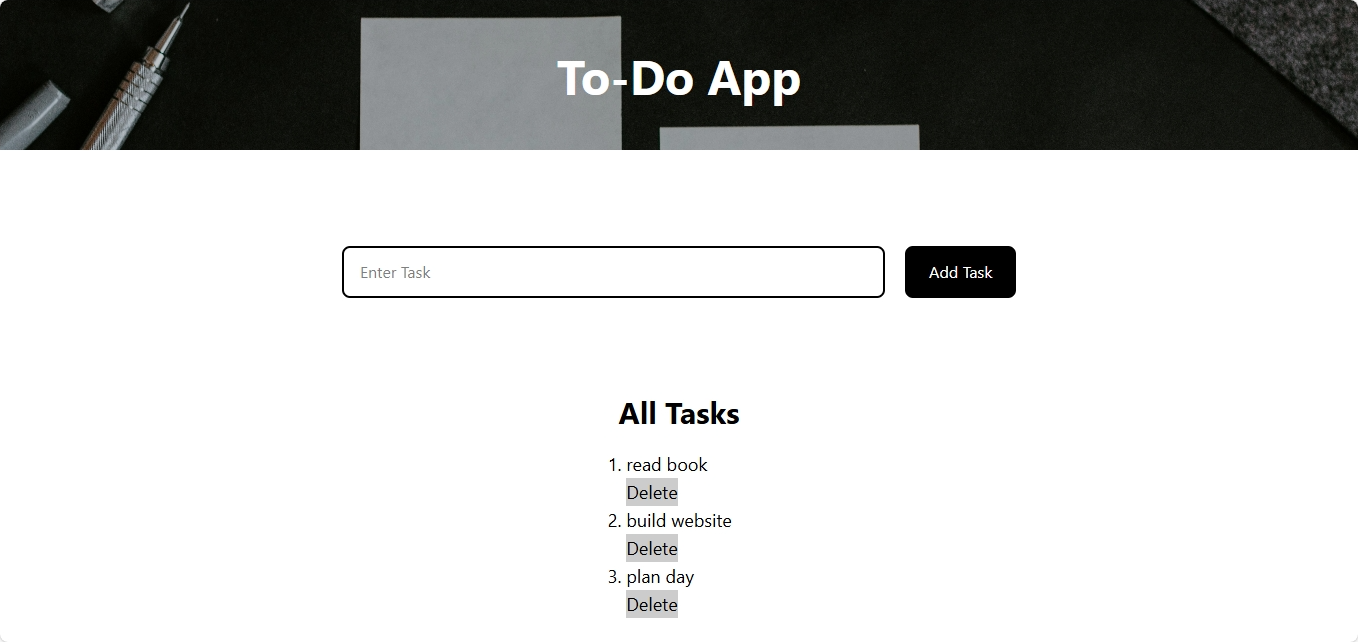 To-Do App
Enter Task
Add Task
All Tasks
1. read book
Delete
2. build website
Delete
3. plan day
Delete